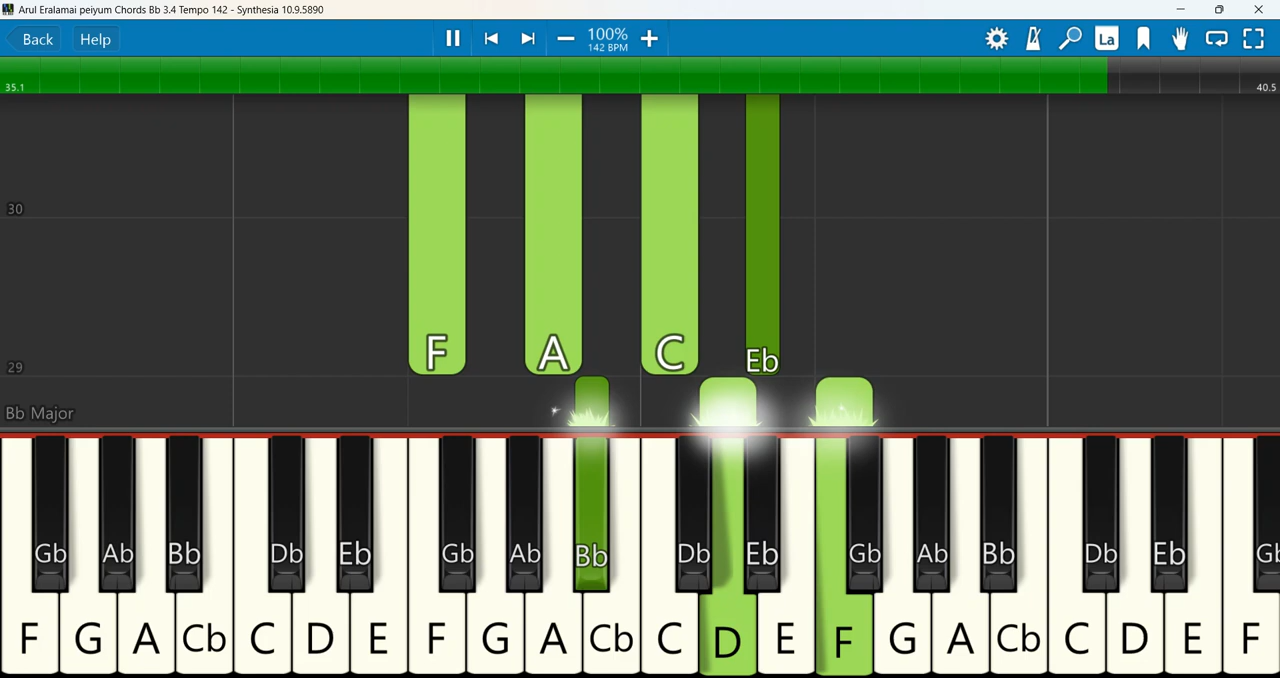 Arul Eralamai peiyum Chords Bb 3.4 Tempo 142 - Synthesia 10.9.5890
Back Help 100% La
142 BPM
35.1 40.5
30
F A C Eb
29
Bb Major
Gb Ab Bb Db Eb Gb Ab Bb Db Eb Gb Ab Bb Db Eb Gb
F G A Cb C D E F G A Cb C D E F G A Cb C D E F